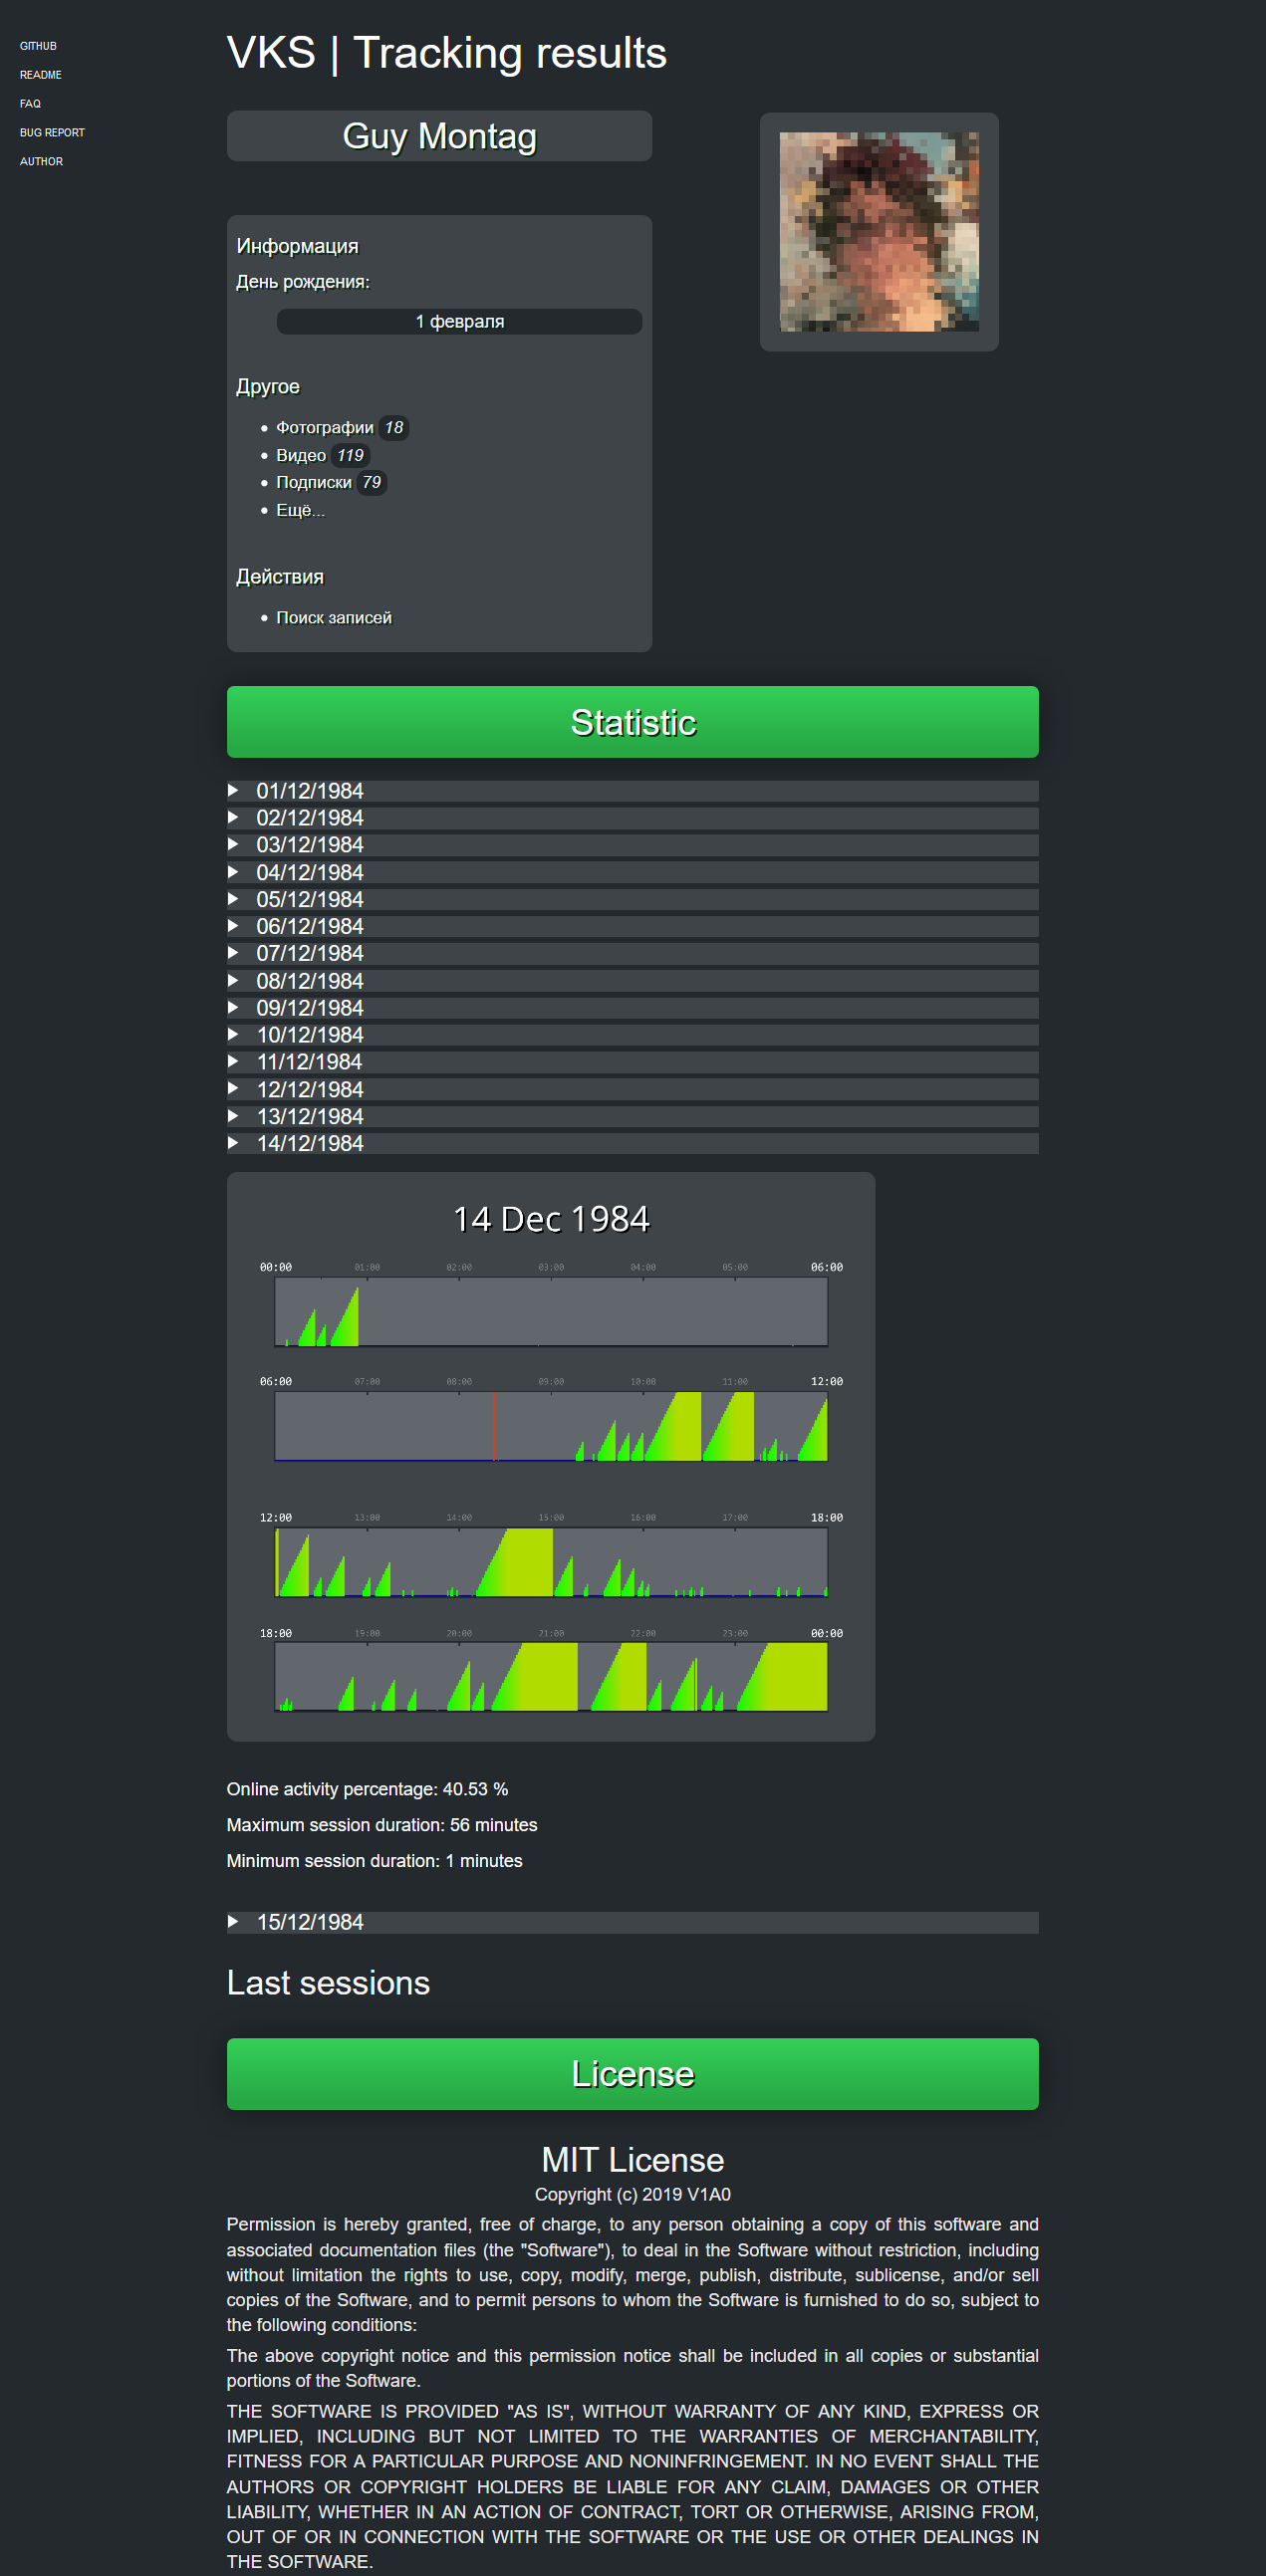 GITHUB
README
FAQ
BUG REPORT
AUTHOR
VKS | Tracking results
Guy Montag
Информация
День рождения:
1 февраля
Другое
Фотографии 18
Видео 119
Подписки 79
Ещё...
Действия
Поиск записей
Statistic
01/12/1984
02/12/1984
03/12/1984
04/12/1984
05/12/1984
06/12/1984
07/12/1984
08/12/1984
09/12/1984
10/12/1984
11/12/1984
12/12/1984
13/12/1984
14/12/1984
14 Dec 1984
00:00 01:00 02:00 03:00 04:00 05:00 06:00
06:00 07:00 08:00 09:00 10:00 11:00 12:00
12:00 13:00 14:00 15:00 16:00 17:00 18:00
18:00 19:00 20:00 21:00 22:00 23:00 00:00
Online activity percentage: 40.53 %
Maximum session duration: 56 minutes
Minimum session duration: 1 minutes
15/12/1984
Last sessions
License
MIT License
Copyright (c) 2019 V1A0
Permission is hereby granted, free of charge, to any person obtaining a copy of this software and
associated documentation files (the "Software"), to deal in the Software without restriction, including
without limitation the rights to use, copy, modify, merge, publish, distribute, sublicense, and/or sell
copies of the Software, and to permit persons to whom the Software is furnished to do so, subject to
the following conditions:
The above copyright notice and this permission notice shall be included in all copies or substantial
portions of the Software.
THE SOFTWARE IS PROVIDED "AS IS", WITHOUT WARRANTY OF ANY KIND, EXPRESS OR
IMPLIED, INCLUDING BUT NOT LIMITED TO THE WARRANTIES OF MERCHANTABILITY,
FITNESS FOR A PARTICULAR PURPOSE AND NONINFRINGEMENT. IN NO EVENT SHALL THE
AUTHORS OR COPYRIGHT HOLDERS BE LIABLE FOR ANY CLAIM, DAMAGES OR OTHER
LIABILITY, WHETHER IN AN ACTION OF CONTRACT, TORT OR OTHERWISE, ARISING FROM,
OUT OF OR IN CONNECTION WITH THE SOFTWARE OR THE USE OR OTHER DEALINGS IN
THE SOFTWARE.